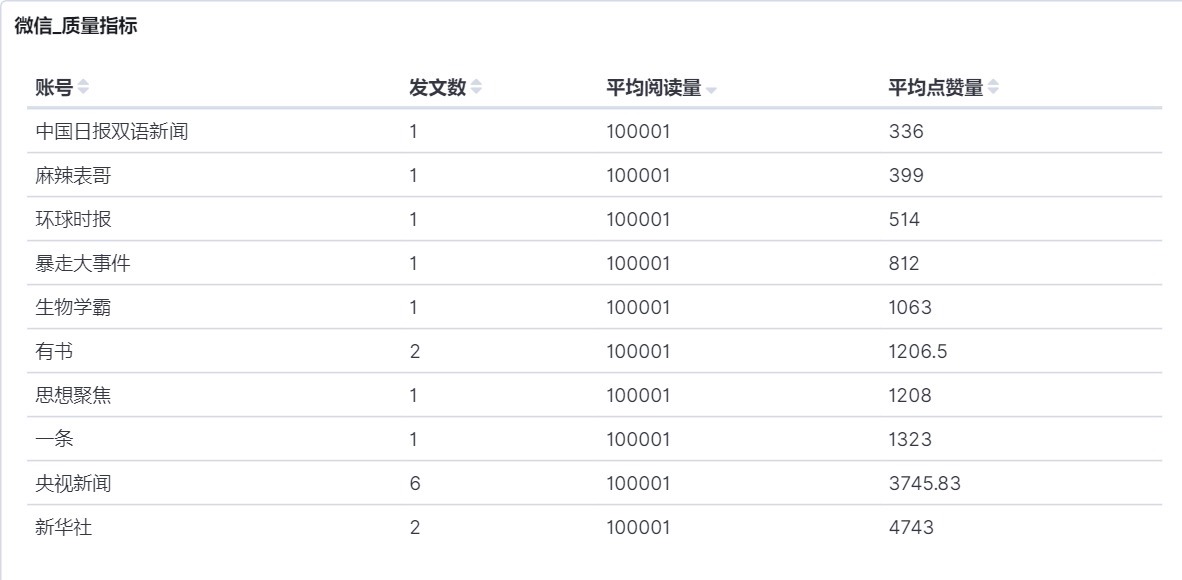 微信_质量指标
账号 发文数 平均阅读量 平均点赞量
中国日报双语新闻 1 100001 336
麻辣表哥 1 100001 399
环球时报 1 100001 514
暴走大事件 1 100001 812
生物学霸 1 100001 1063
有书 2 100001 1206.5
思想聚焦 1 100001 1208
一条 1 100001 1323
央视新闻 6 100001 3745.83
新华社 2 100001 4743